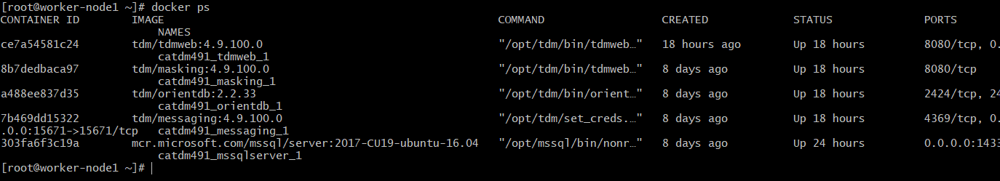 [root@worker-node1 ~]# docker ps
CONTAINER ID        IMAGE                                                   COMMAND                  CREATED             STATUS              PORTS
                        NAMES
ce7a54581c24        tdm/tdmweb:4.9.100.0                                    "/opt/tdm/bin/tdmweb…"   18 hours ago        Up 18 hours         8080/tcp, 0.
                        catdm491_tdmweb_1
8b7dedbaca97        tdm/masking:4.9.100.0                                   "/opt/tdm/bin/tdmweb…"   8 days ago          Up 18 hours         8080/tcp
                        catdm491_masking_1
a488ee837d35        tdm/orientdb:2.2.33                                     "/opt/tdm/bin/orient…"   8 days ago          Up 18 hours         2424/tcp, 24
                        catdm491_orientdb_1
7b469dd15322        tdm/messaging:4.9.100.0                                 "/opt/tdm/set_creds.…"   8 days ago          Up 18 hours         4369/tcp, 0.
.0.0:15671->15671/tcp   catdm491_messaging_1
303fa6f3c19a        mcr.microsoft.com/mssql/server:2017-CU19-ubuntu-16.04   "/opt/mssql/bin/nonr…"   8 days ago          Up 24 hours         0.0.0.0:1433
                        catdm491_mssqlserver_1
[root@worker-node1 ~]#